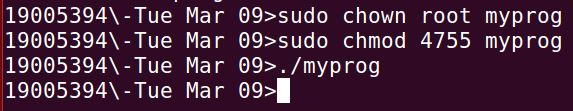 19005394\-Tue Mar 09>sudo chown root myprog
19005394\-Tue Mar 09>sudo chmod 4755 myprog
19005394\-Tue Mar 09>./myprog
19005394\-Tue Mar 09>